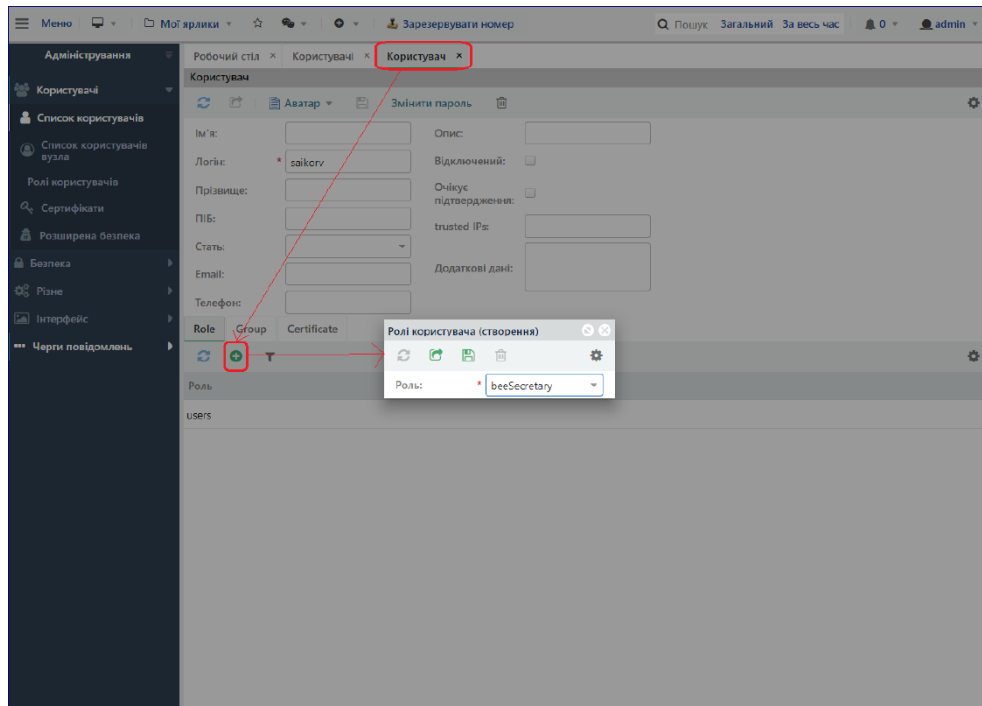 Меню Мої ярлики Зарезервувати номер Пошук Загальний За весь час 0 admin
Адміністрування
Користувачі
Список користувачів
Список користувачів
вузла
Ролі користувачів
Сертифікати
Розширена безпека
Безпека
Різне
Інтерфейс
Черги повідомлень
Робочий стіл × Користувачі × Користувач ×
Користувач
Аватар Змінити пароль
Ім'я:
Логін: * saikorv
Прізвище:
ПІБ:
Стать:
Email:
Телефон:
Опис:
Відключений:
Очікує
підтвердження:
trusted IPs:
Додаткові дані:
Role Group Certificate
Роль
users
Ролі користувача (створення)
Роль: * beeSecretary